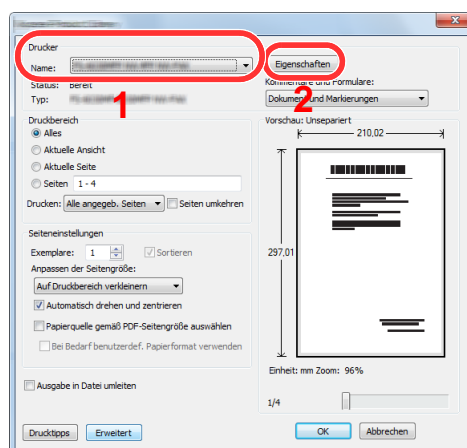 Drucker
Name:
Eigenschaften
Status: bereit
Kommentare und Formulare:
Typ:
Dokument und Markierungen
1
2
Druckbereich
Alles
Aktuelle Ansicht
Aktuelle Seite
Seiten 1 - 4
Drucken: Alle angegeb. Seiten Seiten umkehren
Vorschau: Unsepariert
210,02
297,01
Seiteneinstellungen
Exemplare: 1 Sortieren
Anpassen der Seitengröße:
Auf Druckbereich verkleinern
Automatisch drehen und zentrieren
Papierquelle gemäß PDF-Seitengröße auswählen
Bei Bedarf benutzerdef. Papierformat verwenden
Einheit: mm Zoom: 96%
Ausgabe in Datei umleiten
1/4
Drucktipps Erweitert OK Abbrechen